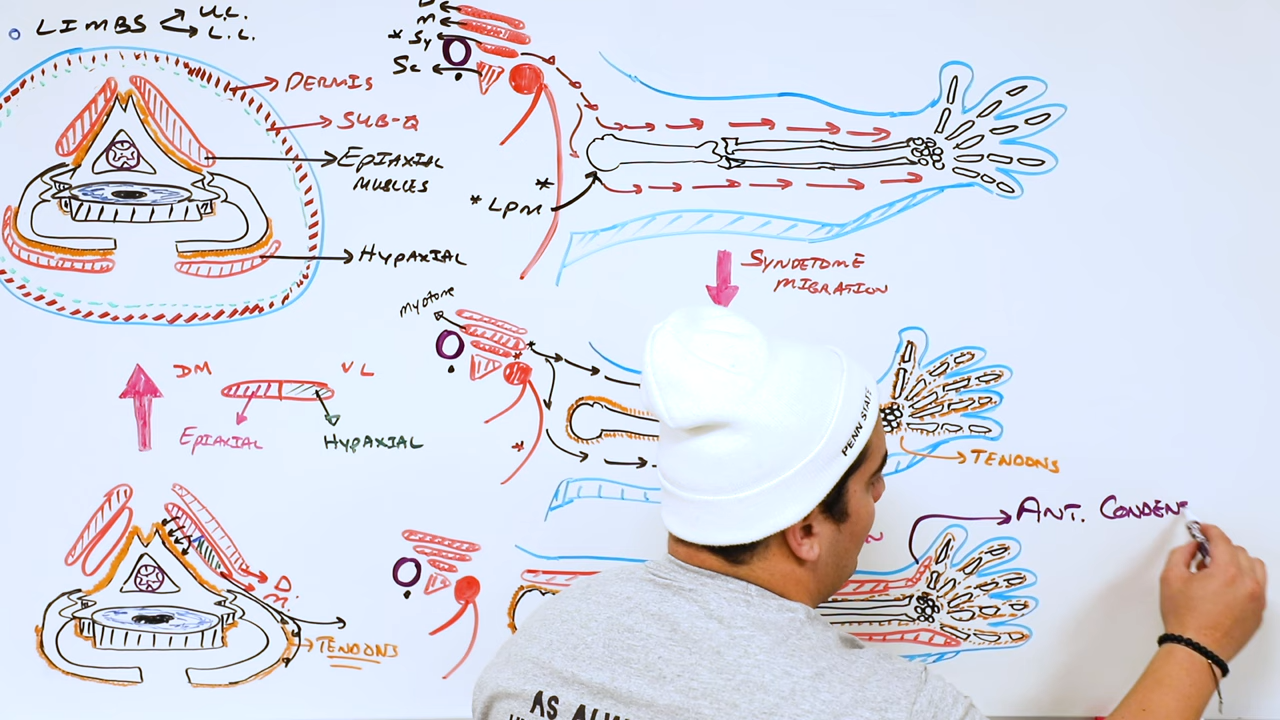 LIMBS
U.L.
L.L.
DERMIS
SUB-Q
EPIAXIAL
MUSCLES
HYPAXIAL
M
* Sy
Sc
*
* LPM
SYNDETOME
MIGRATION
Myotome
*
*
*
TENDONS
DM
VL
EPIAXIAL
HYPAXIAL
D.
M.
TENDONS
ANT. CONDENS
PENN STATE
AS ALW